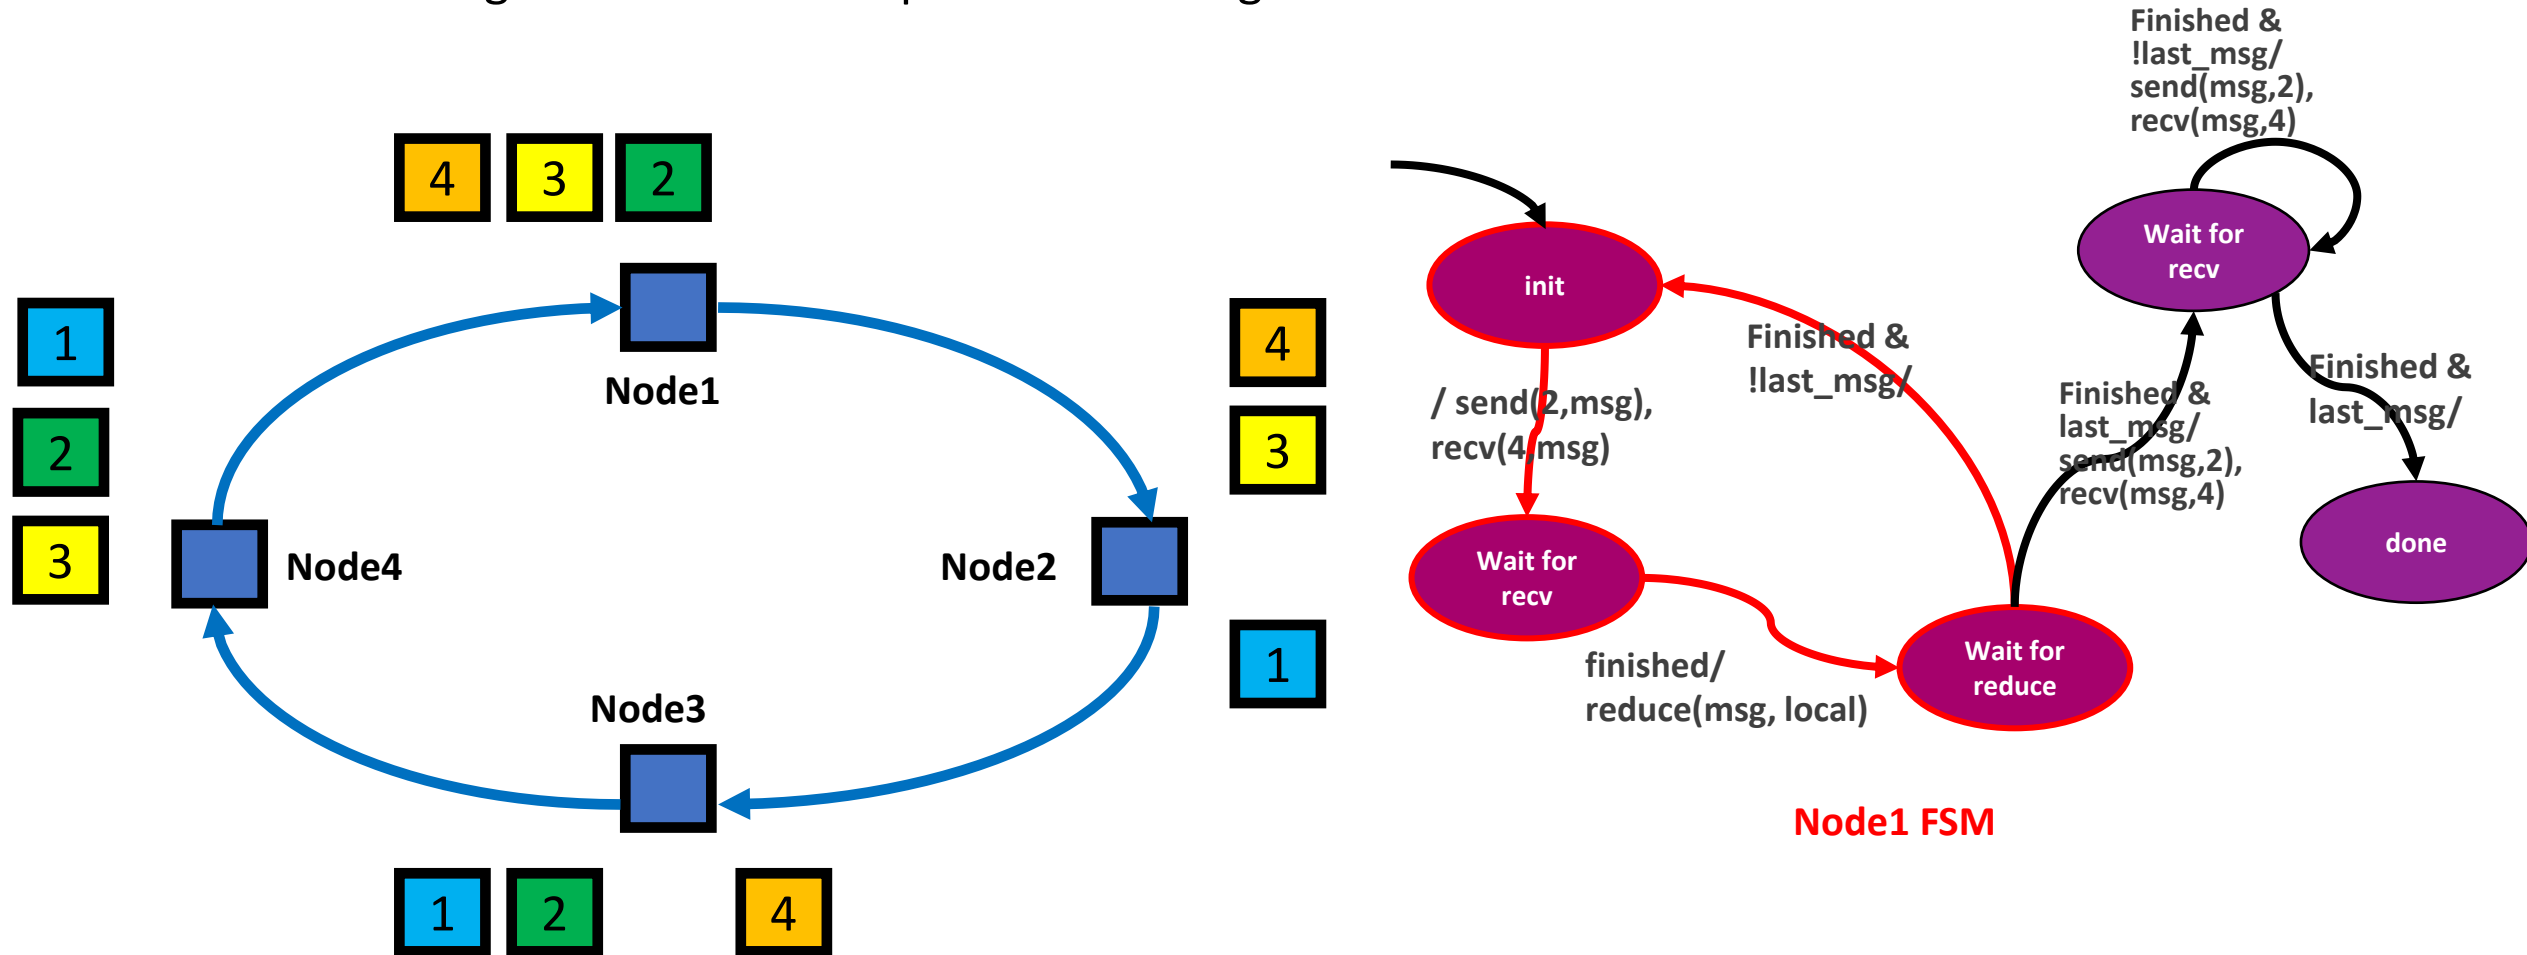 4 3 2
Node1
1
2
3
Node4
Node2
4
3
1
Node3
1 2 4
init
/ send(2,msg),
recv(4,msg)
Wait for
recv
finished/
reduce(msg, local)
Wait for
reduce
Finished &
!last_msg/
Finished &
last_msg/
send(msg,2),
recv(msg,4)
Wait for
recv
Finished &
!last_msg/
send(msg,2),
recv(msg,4)
Finished &
last_msg/
done
Node1 FSM